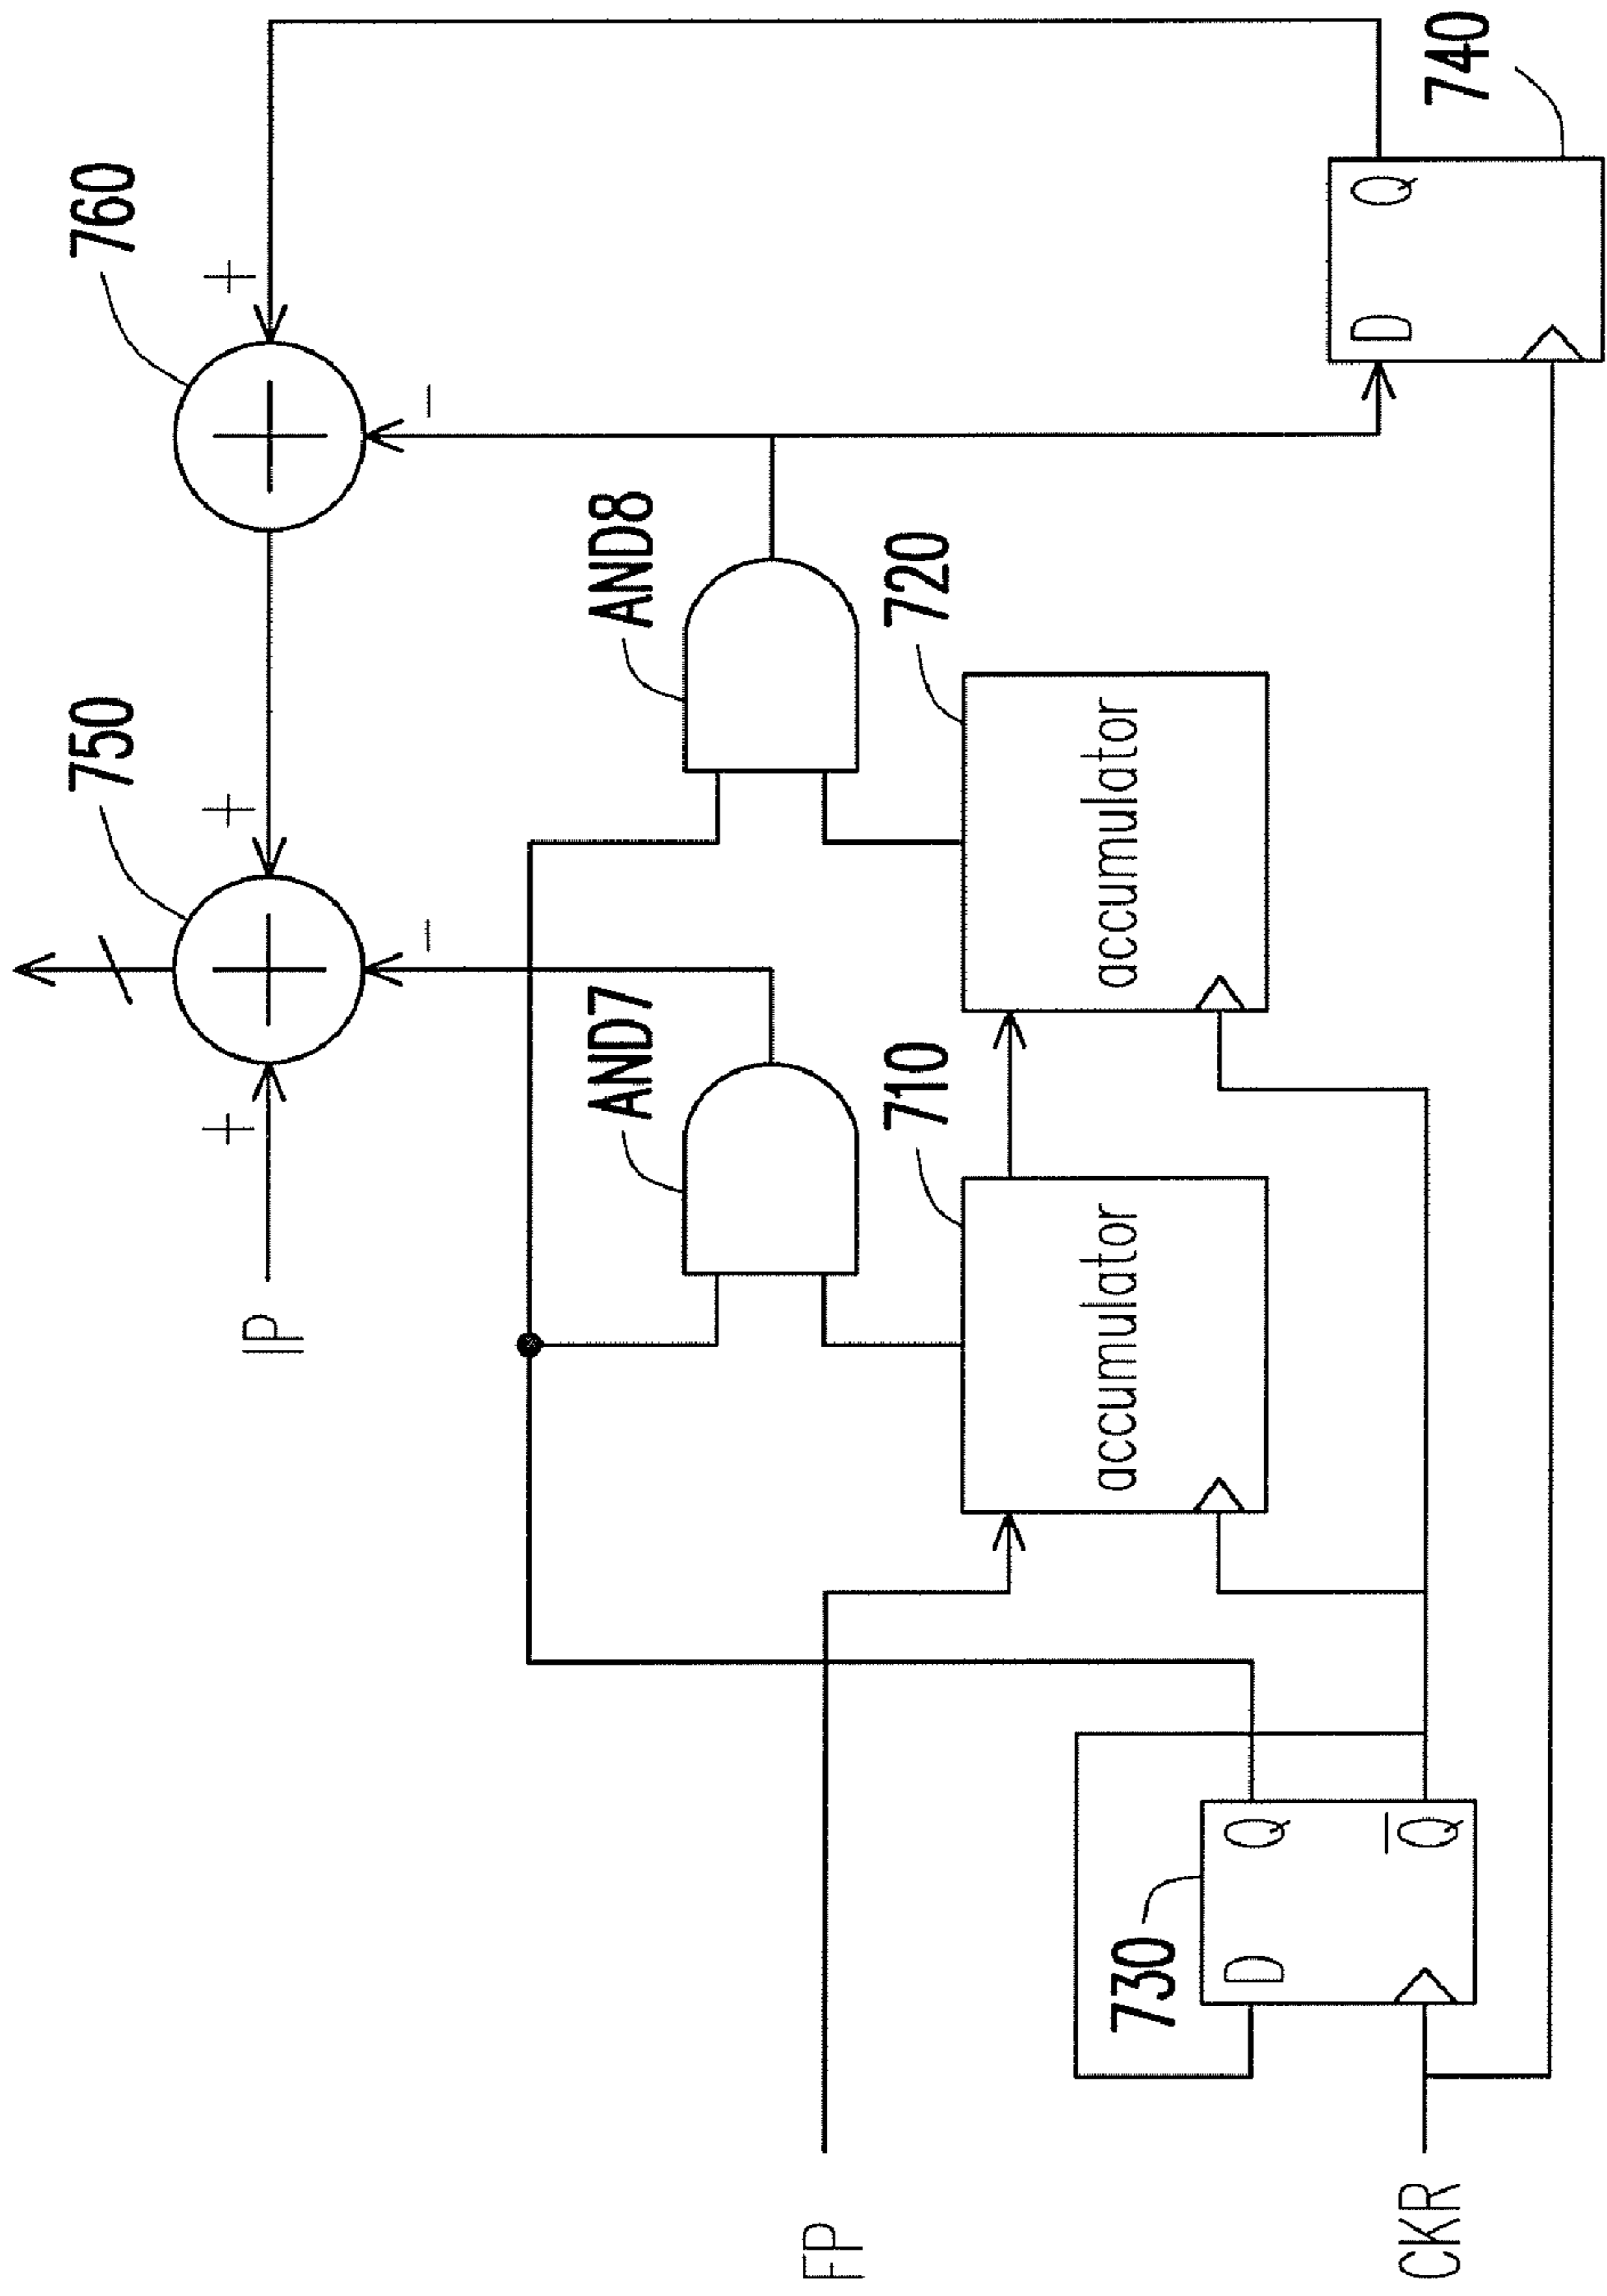 750
760
+
+
+
IP
−
−
AND7
AND8
710
720
FP
accumulator
accumulator
730
D
Q
Q̅
D
Q
740
CKR